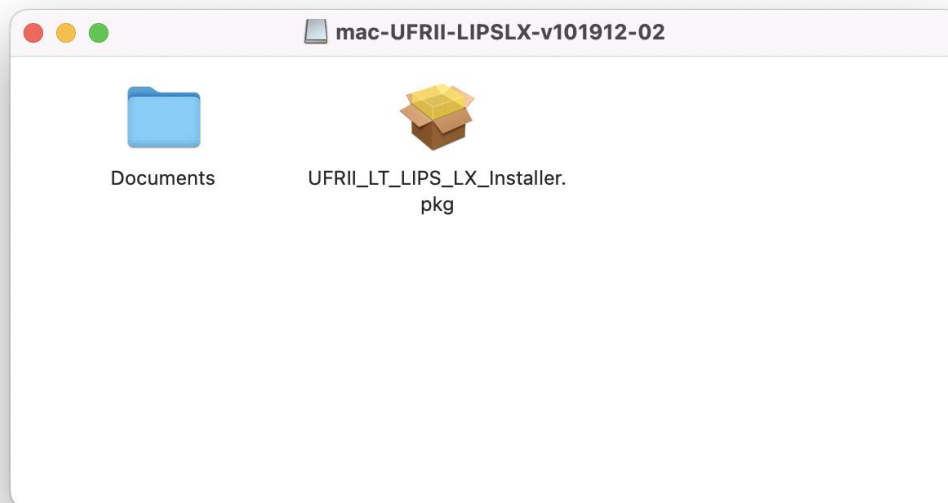 mac-UFRII-LIPSLX-v101912-02
Documents
UFRII_LT_LIPS_LX_Installer.
pkg